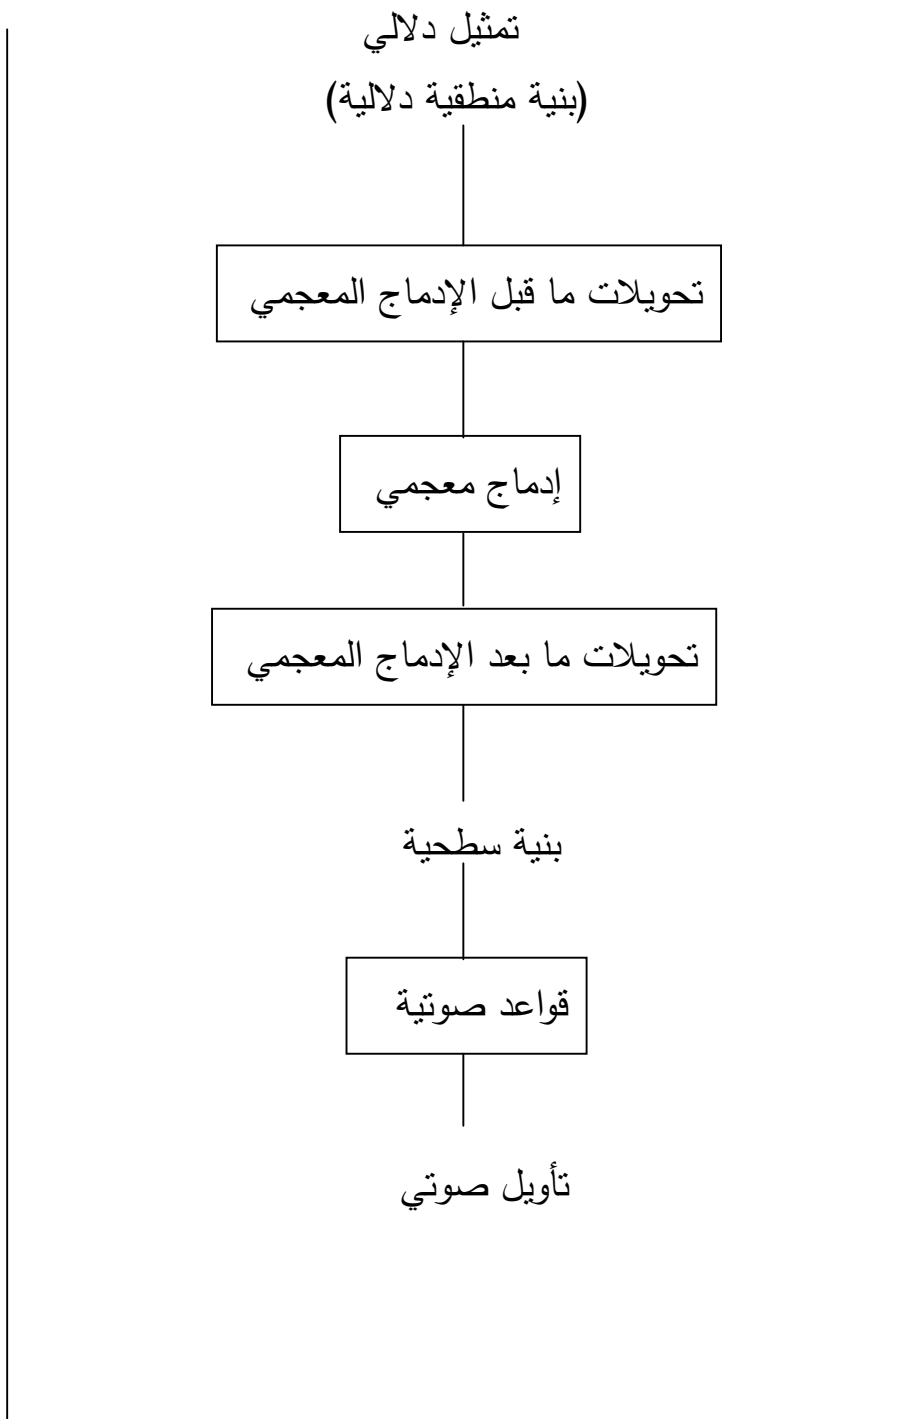 تمثيل دلالي
(بنية منطقية دلالية)
تحويلات ما قبل الإدماج المعجمي
إدماج معجمي
تحويلات ما بعد الإدماج المعجمي
بنية سطحية
قواعد صوتية
تأويل صوتي